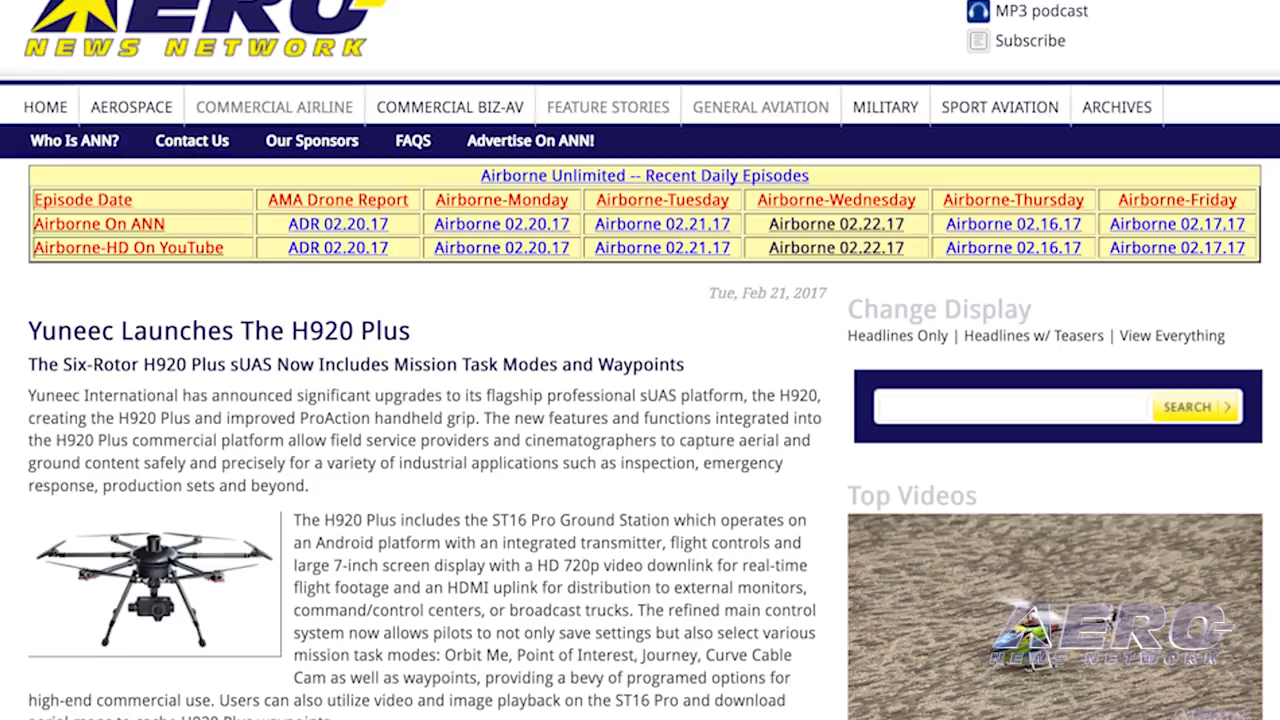 AERO
NEWS NETWORK
MP3 podcast
Subscribe
HOME AEROSPACE COMMERCIAL AIRLINE COMMERCIAL BIZ-AV FEATURE STORIES GENERAL AVIATION MILITARY SPORT AVIATION ARCHIVES
Who Is ANN? Contact Us Our Sponsors FAQS Advertise On ANN!
Airborne Unlimited -- Recent Daily Episodes
Episode Date AMA Drone Report Airborne-Monday Airborne-Tuesday Airborne-Wednesday Airborne-Thursday Airborne-Friday
Airborne On ANN ADR 02.20.17 Airborne 02.20.17 Airborne 02.21.17 Airborne 02.22.17 Airborne 02.16.17 Airborne 02.17.17
Airborne-HD On YouTube ADR 02.20.17 Airborne 02.20.17 Airborne 02.21.17 Airborne 02.22.17 Airborne 02.16.17 Airborne 02.17.17
Tue, Feb 21, 2017
Yuneec Launches The H920 Plus
The Six-Rotor H920 Plus sUAS Now Includes Mission Task Modes and Waypoints
Yuneec International has announced significant upgrades to its flagship professional sUAS platform, the H920,
creating the H920 Plus and improved ProAction handheld grip. The new features and functions integrated into
the H920 Plus commercial platform allow field service providers and cinematographers to capture aerial and
ground content safely and precisely for a variety of industrial applications such as inspection, emergency
response, production sets and beyond.
The H920 Plus includes the ST16 Pro Ground Station which operates on
an Android platform with an integrated transmitter, flight controls and
large 7-inch screen display with a HD 720p video downlink for real-time
flight footage and an HDMI uplink for distribution to external monitors,
command/control centers, or broadcast trucks. The refined main control
system now allows pilots to not only save settings but also select various
mission task modes: Orbit Me, Point of Interest, Journey, Curve Cable
Cam as well as waypoints, providing a bevy of programed options for
high-end commercial use. Users can also utilize video and image playback on the ST16 Pro and download
aerial maps to cache H920 Plus waypoints.
Change Display
Headlines Only | Headlines w/ Teasers | View Everything
SEARCH
Top Videos
AERO
NEWS NETWORK